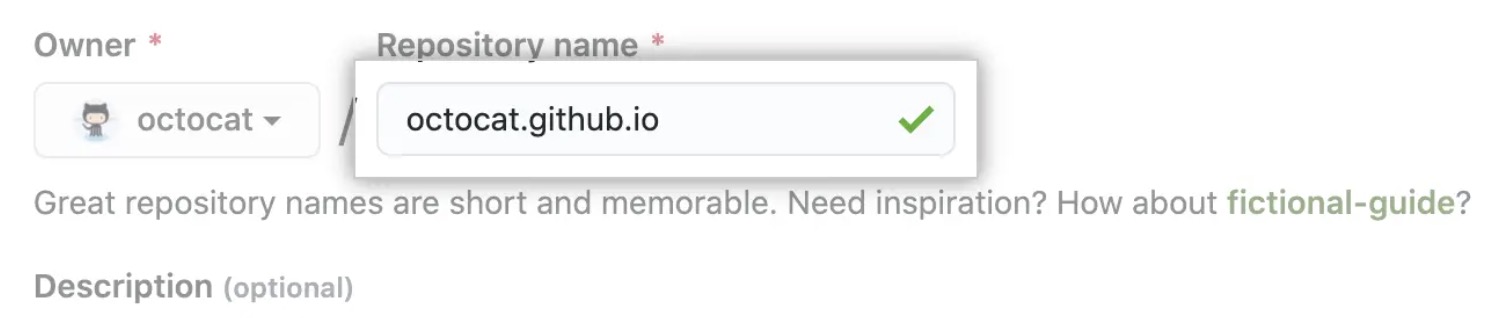 Owner * Repository name *
octocat / octocat.github.io
Great repository names are short and memorable. Need inspiration? How about fictional-guide?
Description (optional)